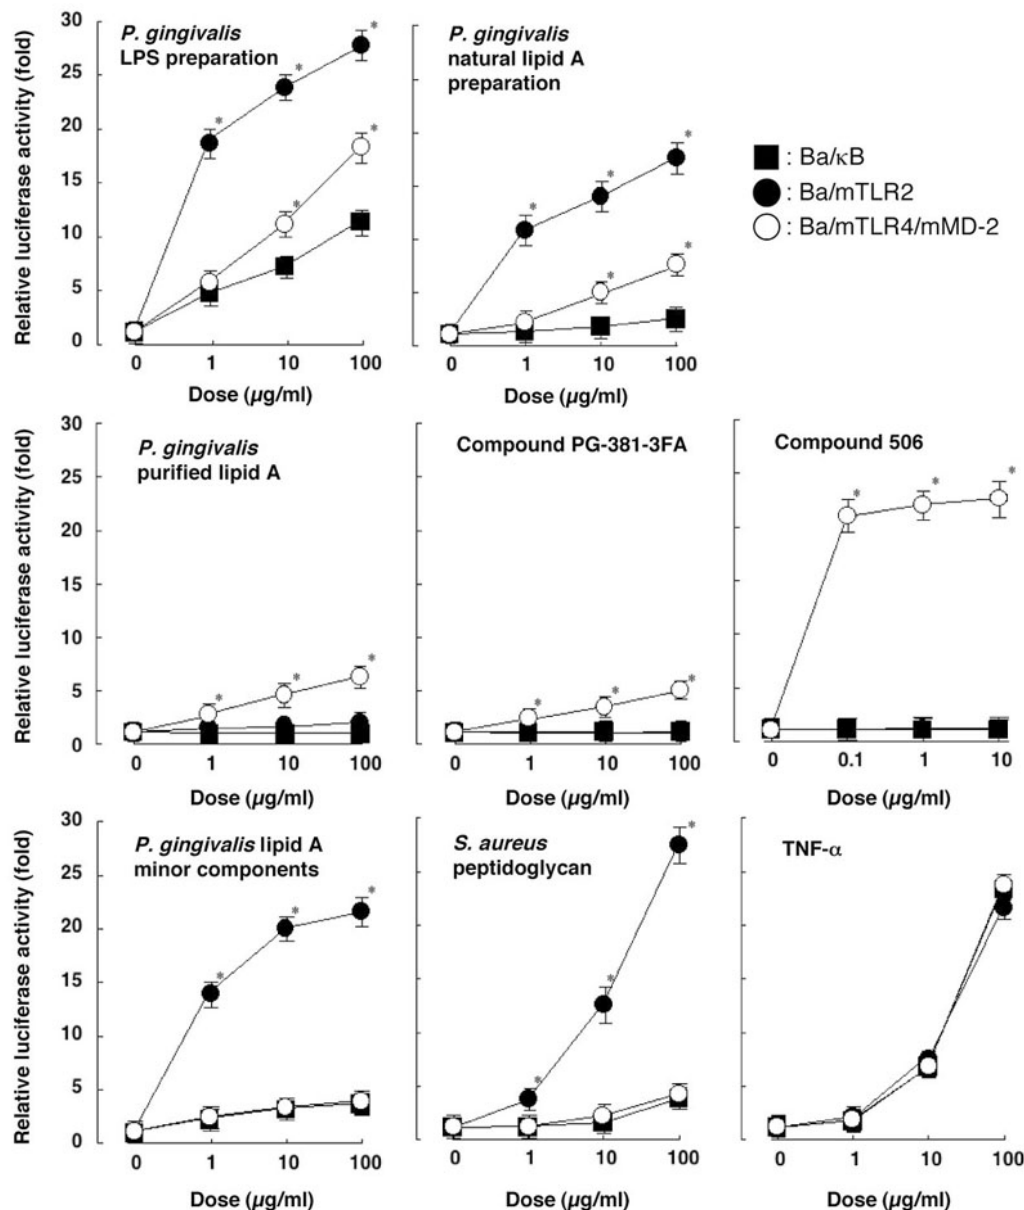 P. gingivalis
LPS preparation
P. gingivalis
natural lipid A
preparation
: Ba/κB
: Ba/mTLR2
: Ba/mTLR4/mMD-2
Relative luciferase activity (fold)
30
25
20
15
10
5
0
* * *
* *
* * *
* *
0 1 10 100
Dose (µg/ml)
0 1 10 100
Dose (µg/ml)
P. gingivalis
purified lipid A
Compound PG-381-3FA
Compound 506
Relative luciferase activity (fold)
30
25
20
15
10
5
0
* * *
* * *
* * *
0 1 10 100
Dose (µg/ml)
0 1 10 100
Dose (µg/ml)
0 0.1 1 10
Dose (µg/ml)
P. gingivalis lipid A
minor components
S. aureus
peptidoglycan
TNF-α
Relative luciferase activity (fold)
30
25
20
15
10
5
0
* * *
* * *
0 1 10 100
Dose (µg/ml)
0 1 10 100
Dose (µg/ml)
0 1 10 100
Dose (µg/ml)